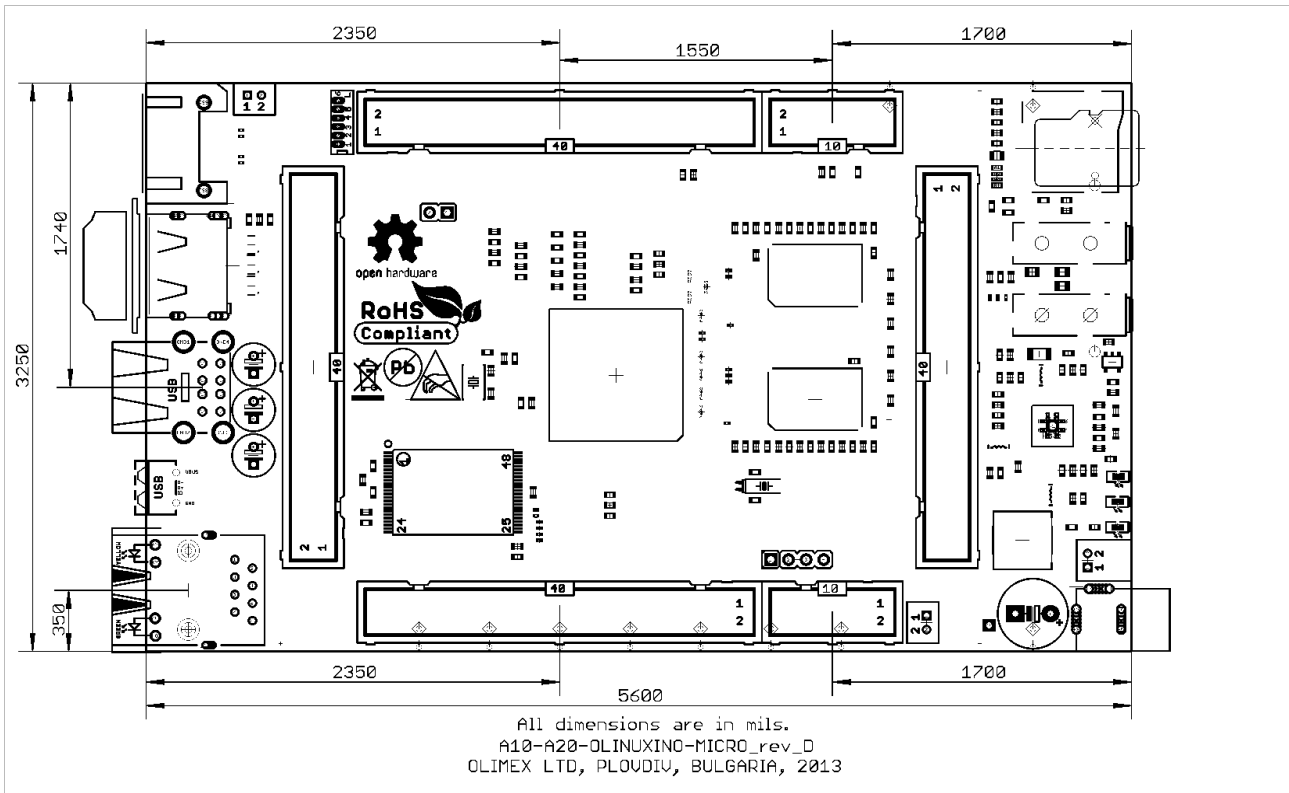 2350
1550
1700
1 2
2
1
40
2
1
10
1
2
3250
1740
open hardware
RoHS
Compliant
Pb
40
40
USB
USB
48
24
25
2 1
YELLOW
GREEN
350
40
1
2
10
1
2
2 1
1 2
2350
1700
5600
All dimensions are in mils.
A10-A20-OLINUXINO-MICRO_rev_D
OLIMEX LTD, PLOVDIV, BULGARIA, 2013